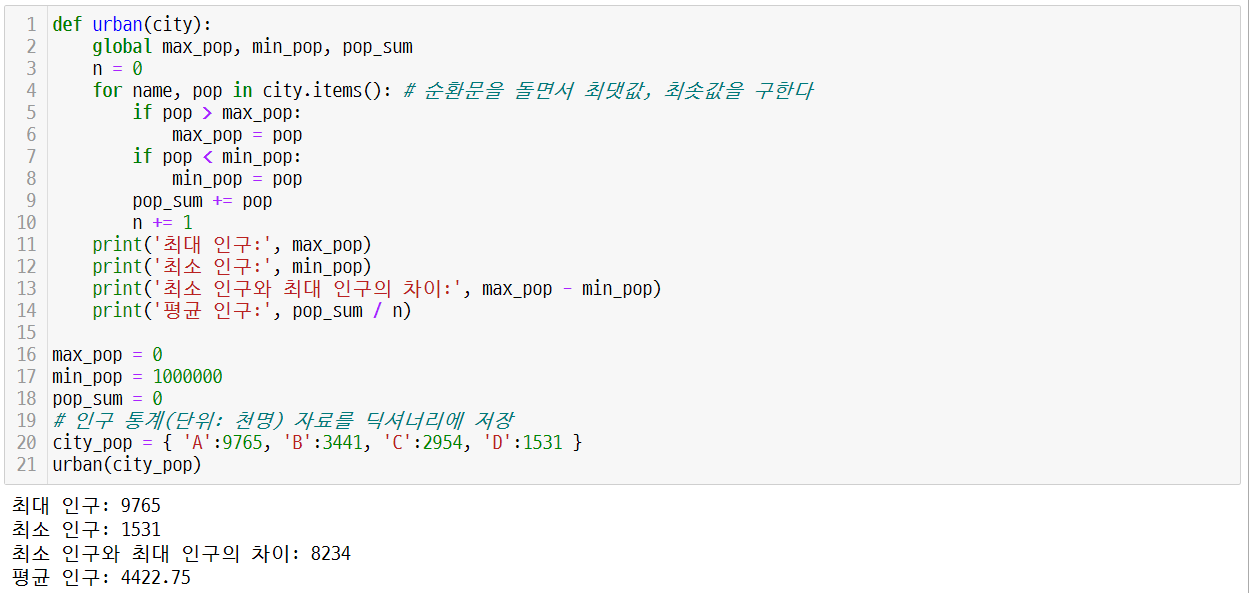 1 def urban(city):
2     global max_pop, min_pop, pop_sum
3     n = 0
4     for name, pop in city.items(): # 순환문을 돌면서 최댓값, 최솟값을 구한다
5         if pop > max_pop:
6             max_pop = pop
7         if pop < min_pop:
8             min_pop = pop
9         pop_sum += pop
10         n += 1
11     print('최대 인구:', max_pop)
12     print('최소 인구:', min_pop)
13     print('최소 인구와 최대 인구의 차이:', max_pop - min_pop)
14     print('평균 인구:', pop_sum / n)
15
16 max_pop = 0
17 min_pop = 1000000
18 pop_sum = 0
19 # 인구 통계(단위: 천명) 자료를 딕셔너리에 저장
20 city_pop = { 'A':9765, 'B':3441, 'C':2954, 'D':1531 }
21 urban(city_pop)
최대 인구: 9765
최소 인구: 1531
최소 인구와 최대 인구의 차이: 8234
평균 인구: 4422.75